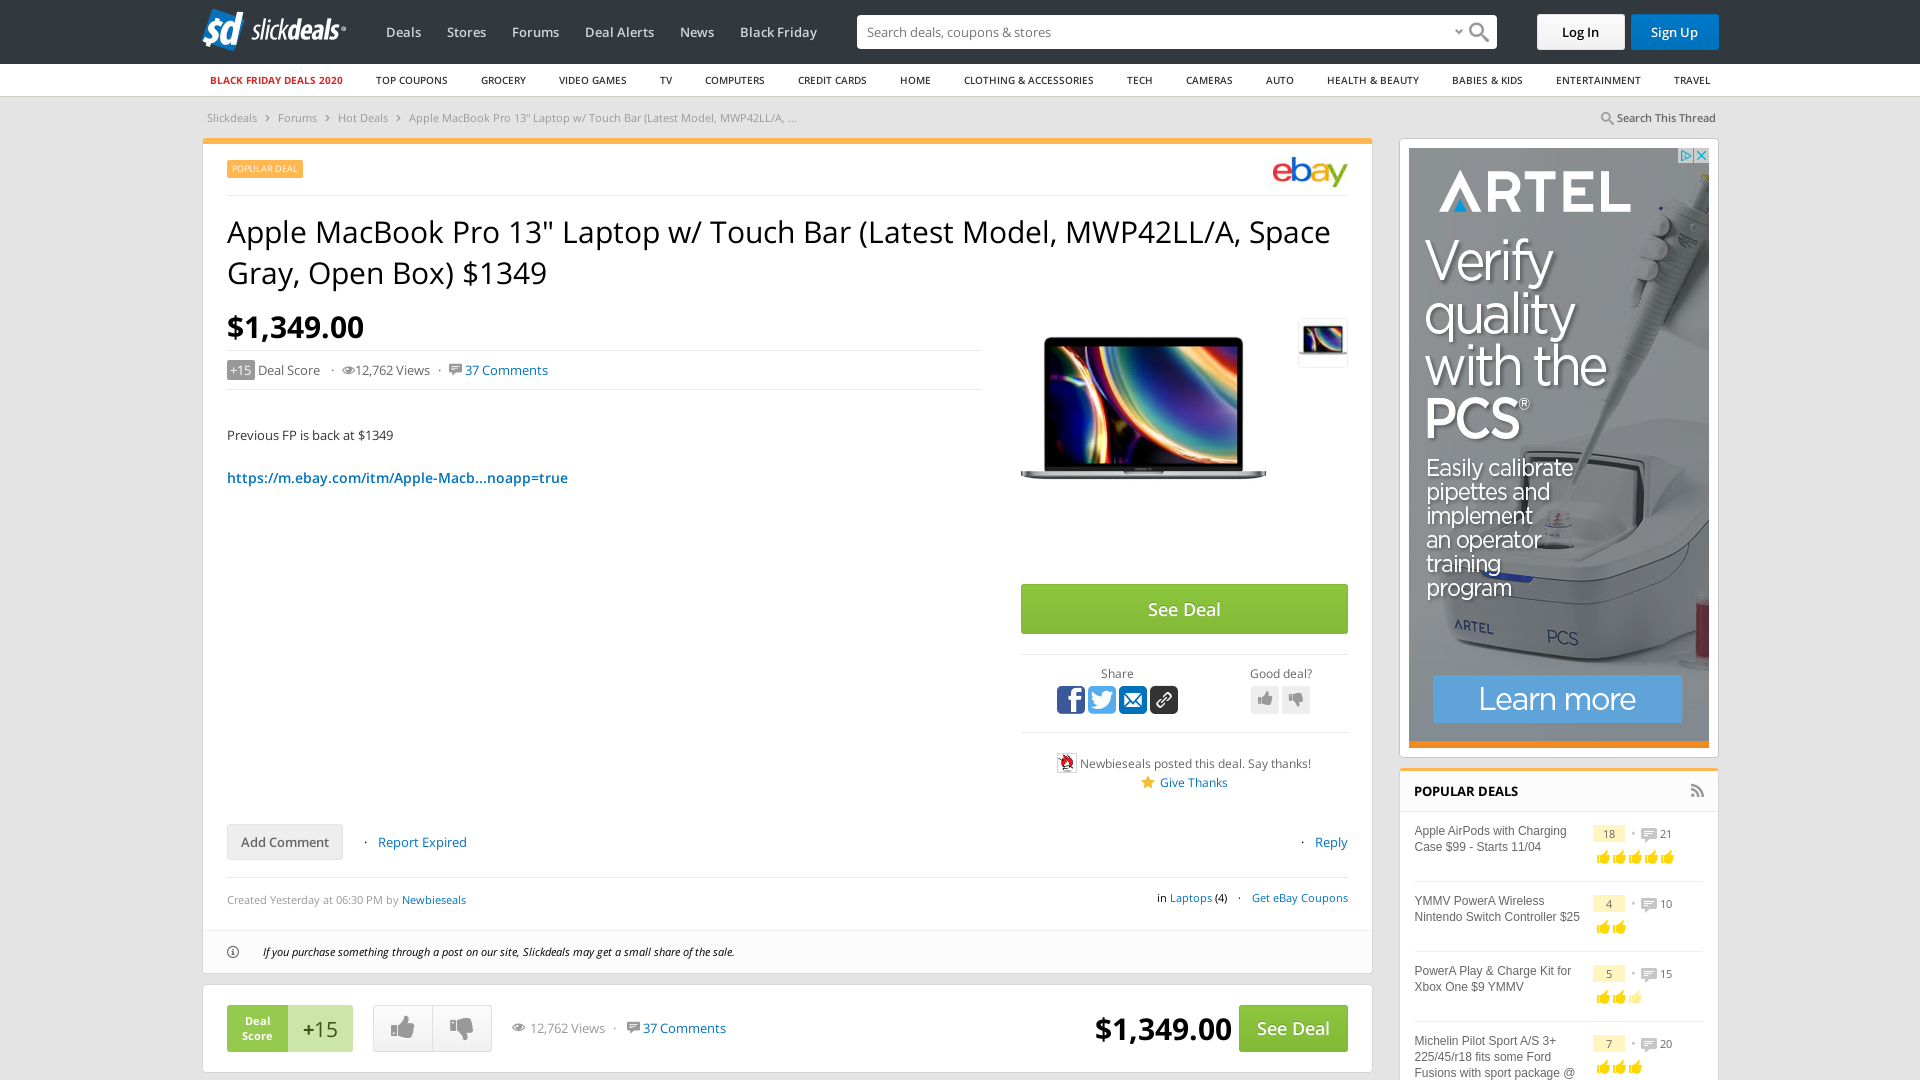 sd slickdeals
Deals Stores Forums Deal Alerts News Black Friday
Search deals, coupons & stores
Log In Sign Up
BLACK FRIDAY DEALS 2020 TOP COUPONS GROCERY VIDEO GAMES TV COMPUTERS CREDIT CARDS HOME CLOTHING & ACCESSORIES TECH CAMERAS AUTO HEALTH & BEAUTY BABIES & KIDS ENTERTAINMENT TRAVEL
Slickdeals > Forums > Hot Deals > Apple MacBook Pro 13" Laptop w/ Touch Bar (Latest Model, MWP42LL/A, ...
Search This Thread
POPULAR DEAL
ebay
Apple MacBook Pro 13" Laptop w/ Touch Bar (Latest Model, MWP42LL/A, Space
Gray, Open Box) $1349
$1,349.00
+15 Deal Score · 12,762 Views · 37 Comments
Previous FP is back at $1349
https://m.ebay.com/itm/Apple-Macb...noapp=true
See Deal
Share
Good deal?
Newbieseals posted this deal. Say thanks!
Give Thanks
Add Comment · Report Expired
· Reply
Created Yesterday at 06:30 PM by Newbieseals
in Laptops (4) · Get eBay Coupons
If you purchase something through a post on our site, Slickdeals may get a small share of the sale.
Deal
Score
+15
12,762 Views · 37 Comments
$1,349.00
See Deal
ARTEL
Verify
quality
with the
PCS®
Easily calibrate
pipettes and
implement
an operator
training
program
ARTEL PCS
Learn more
POPULAR DEALS
Apple AirPods with Charging
Case $99 - Starts 11/04
18 • 21
YMMV PowerA Wireless
Nintendo Switch Controller $25
4 • 10
PowerA Play & Charge Kit for
Xbox One $9 YMMV
5 • 15
Michelin Pilot Sport A/S 3+
225/45/r18 fits some Ford
Fusions with sport package @
7 • 20